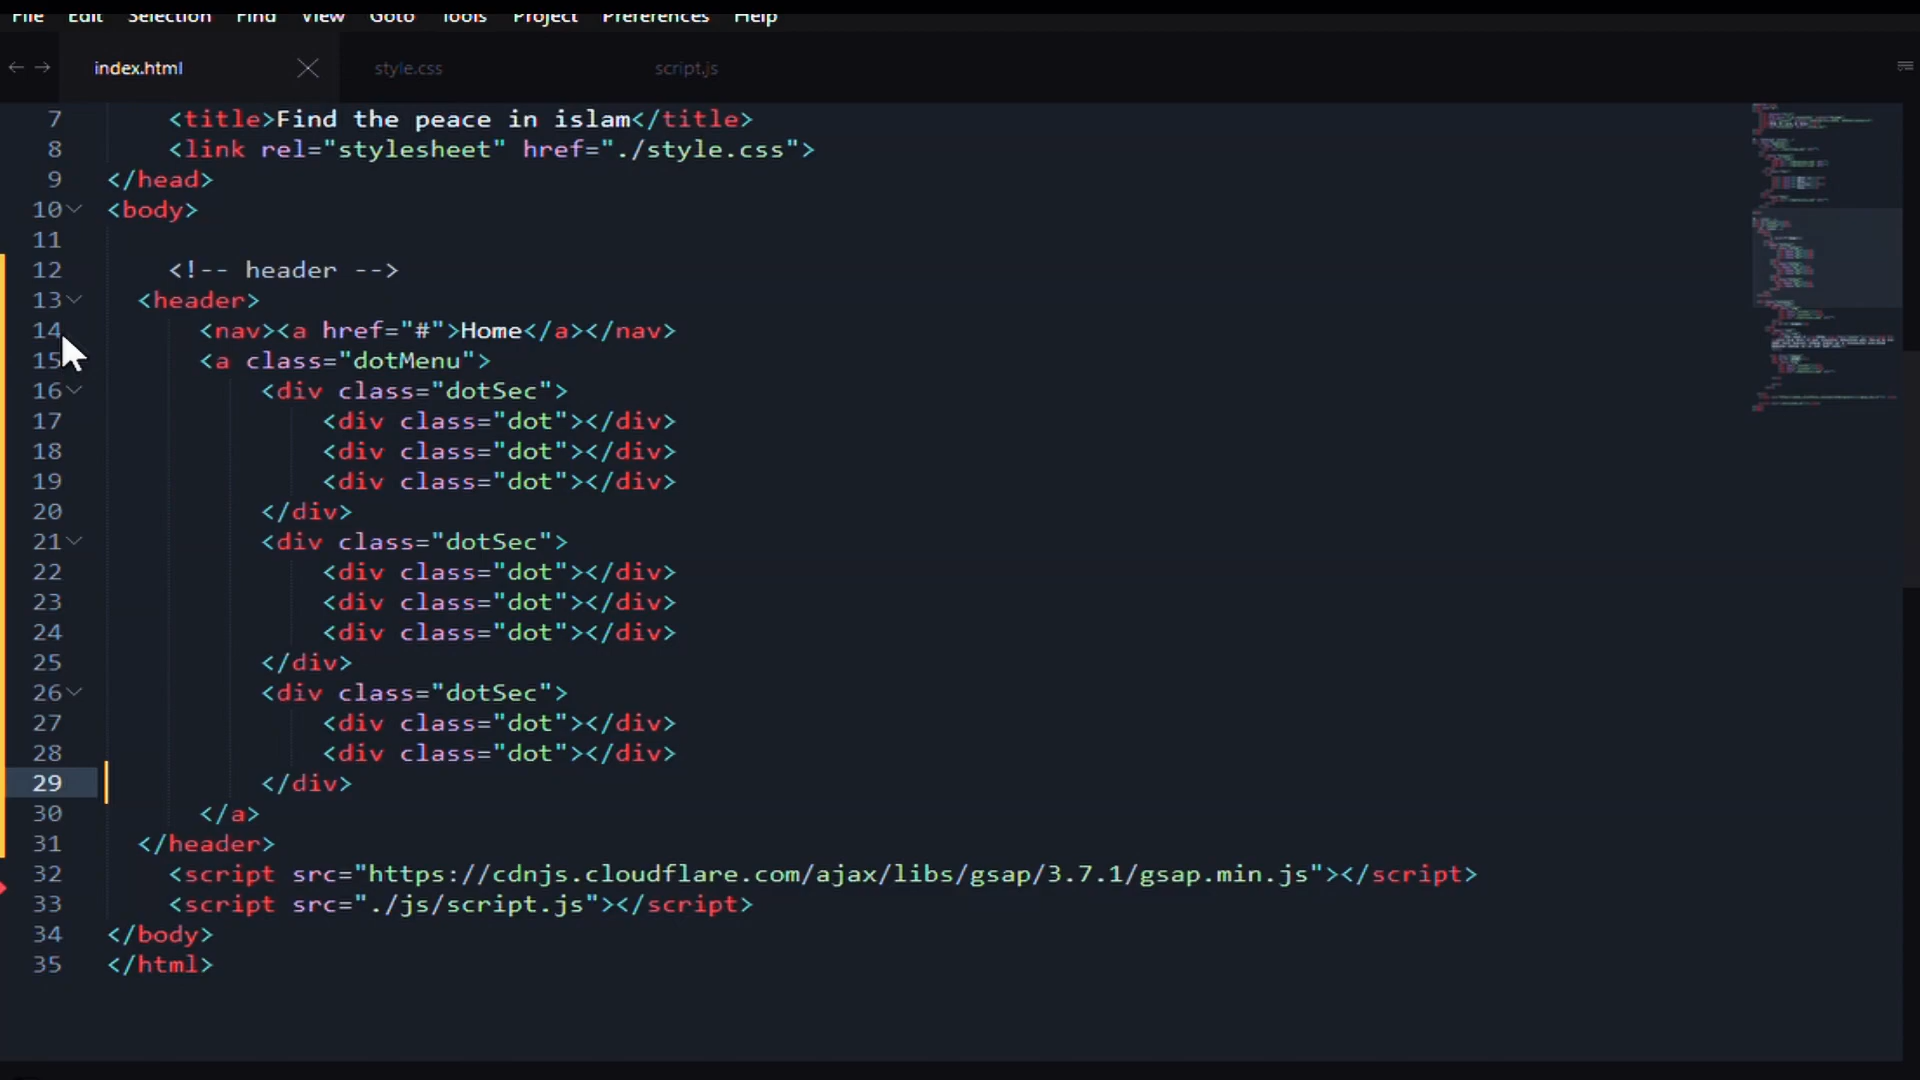 File Edit Selection Find View Goto Tools Project Preferences Help
index.html style.css script.js
7 <title>Find the peace in islam</title>
8 <link rel="stylesheet" href="./style.css">
9 </head>
10 <body>
11
12 <!-- header -->
13 <header>
14 <nav><a href="#">Home</a></nav>
15 <a class="dotMenu">
16 <div class="dotSec">
17 <div class="dot"></div>
18 <div class="dot"></div>
19 <div class="dot"></div>
20 </div>
21 <div class="dotSec">
22 <div class="dot"></div>
23 <div class="dot"></div>
24 <div class="dot"></div>
25 </div>
26 <div class="dotSec">
27 <div class="dot"></div>
28 <div class="dot"></div>
29 </div>
30 </a>
31 </header>
32 <script src="https://cdnjs.cloudflare.com/ajax/libs/gsap/3.7.1/gsap.min.js"></script>
33 <script src="./js/script.js"></script>
34 </body>
35 </html>